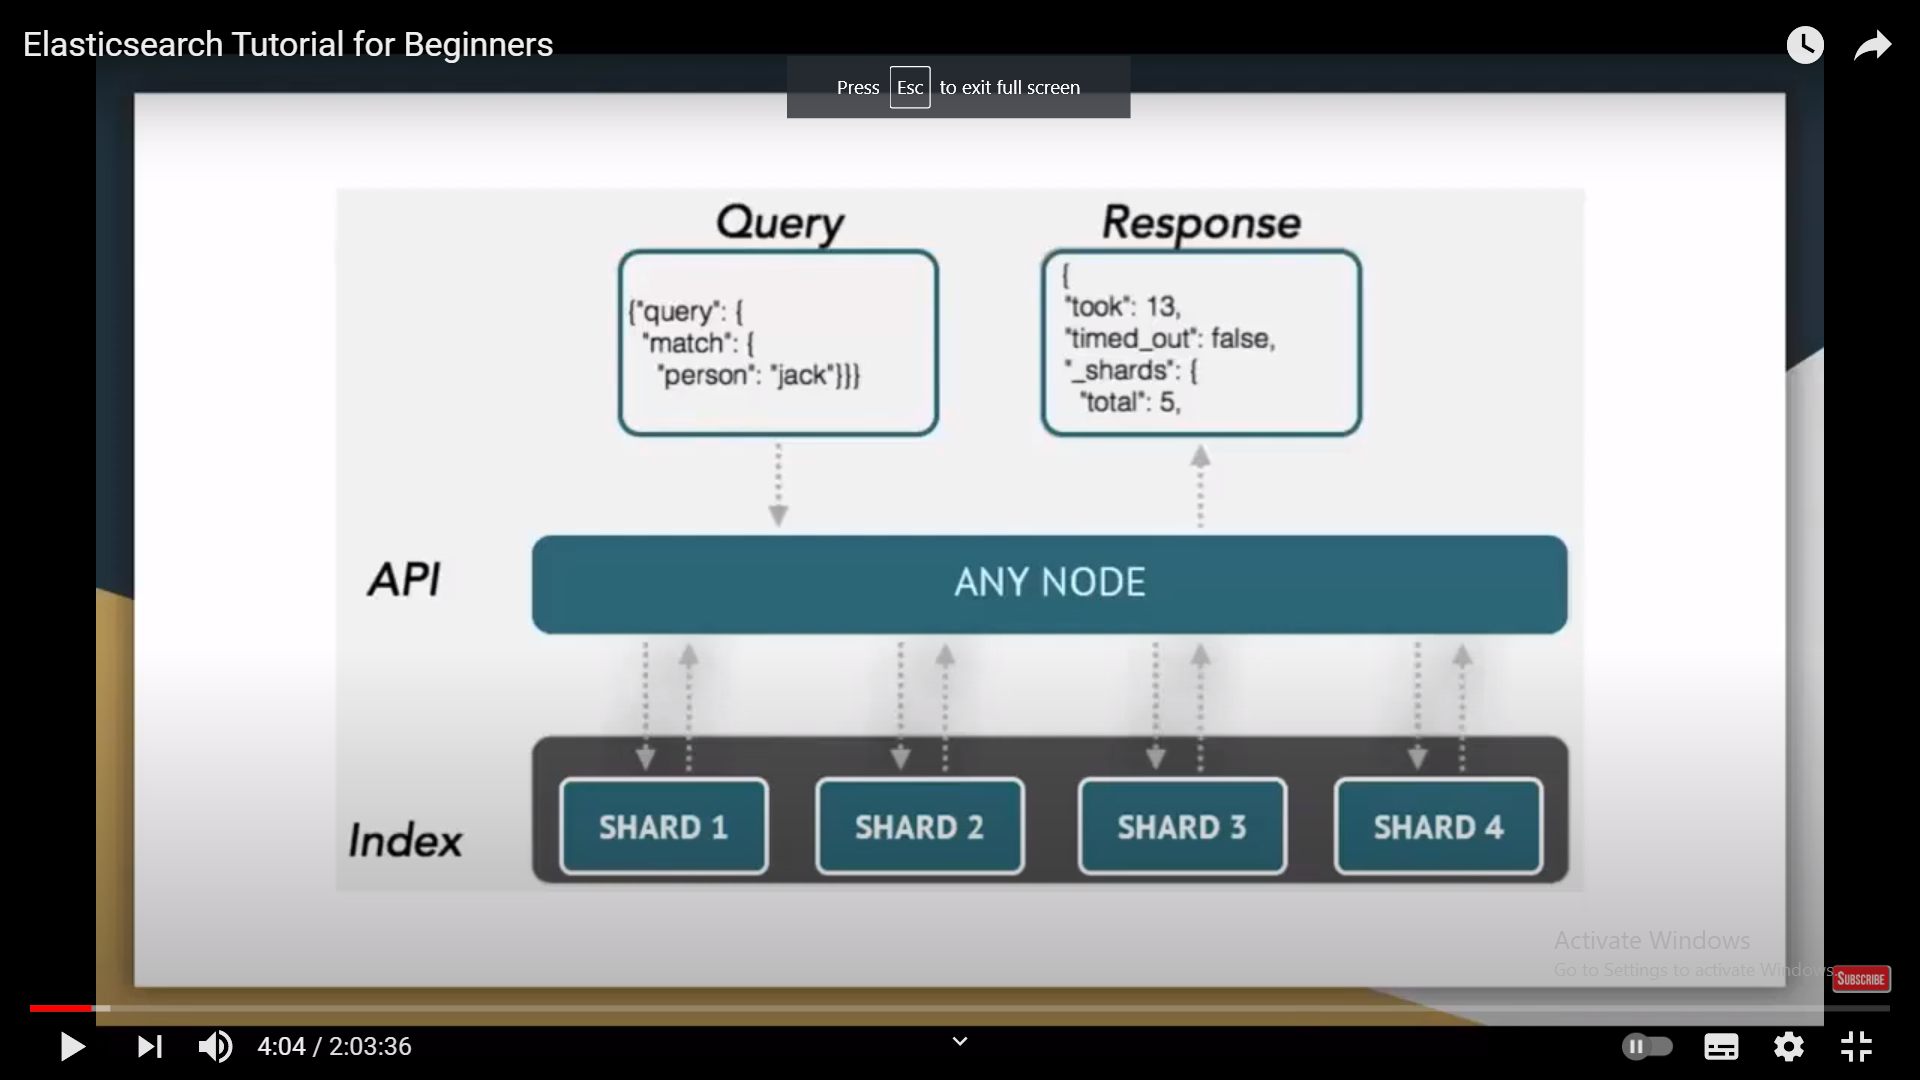 Elasticsearch Tutorial for Beginners
Press Esc to exit full screen
Query
Response
{"query": {
"match": {
"person": "jack"}}}
{
"took": 13,
"timed_out": false,
"_shards": {
"total": 5,
API
ANY NODE
Index
SHARD 1
SHARD 2
SHARD 3
SHARD 4
Activate Windows
Go to Settings to activate Windows.
SUBSCRIBE
4:04 / 2:03:36